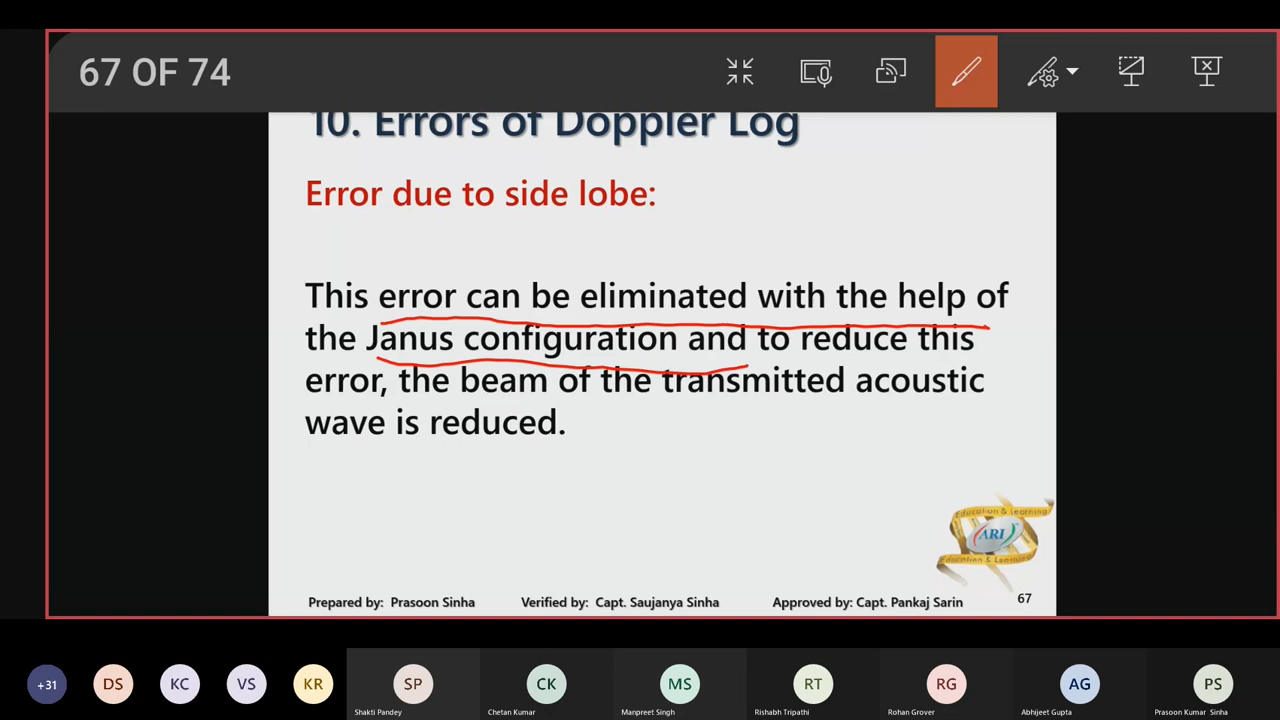 67 OF 74
10. Errors of Doppler Log
Error due to side lobe:
This error can be eliminated with the help of
the Janus configuration and to reduce this
error, the beam of the transmitted acoustic
wave is reduced.
Education & Learning
ARI
Education & Learning
Prepared by: Prasoon Sinha Verified by: Capt. Saujanya Sinha Approved by: Capt. Pankaj Sarin 67
+31 DS KC VS KR SP CK MS RT RG AG PS
Shakti Pandey Chetan Kumar Manpreet Singh Rishabh Tripathi Rohan Grover Abhijeet Gupta Prasoon Kumar Sinha